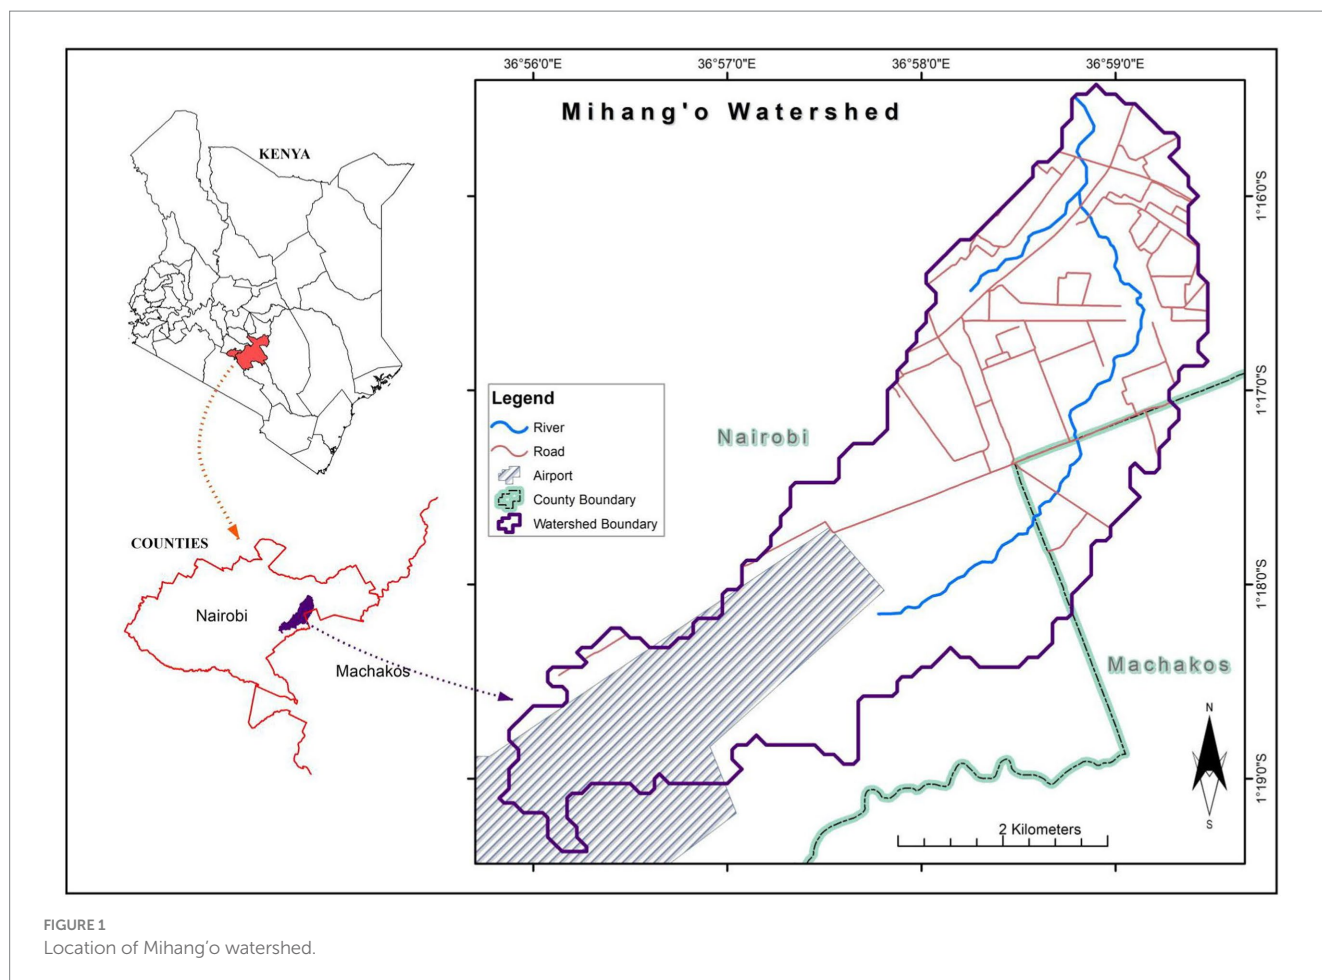 36°56'0"E
36°57'0"E
36°58'0"E
36°59'0"E
Mihang'o Watershed
KENYA
1°16'0"S
1°17'0"S
1°18'0"S
1°19'0"S
Legend
River
Road
Airport
County Boundary
Watershed Boundary
Nairobi
Machakos
COUNTIES
Nairobi
Machakos
N
S
2 Kilometers
FIGURE 1
Location of Mihang'o watershed.